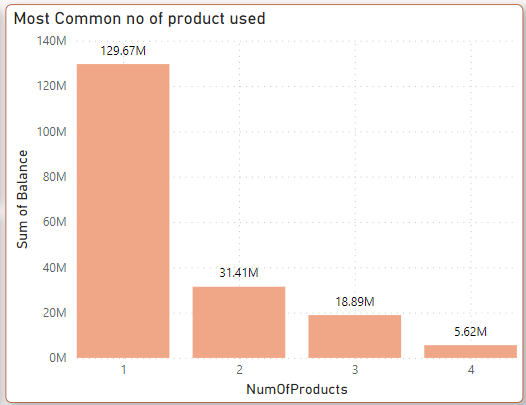 Most Common no of product used
140M
120M
100M
80M
60M
40M
20M
0M
Sum of Balance
129.67M
31.41M
18.89M
5.62M
1 2 3 4
NumOfProducts